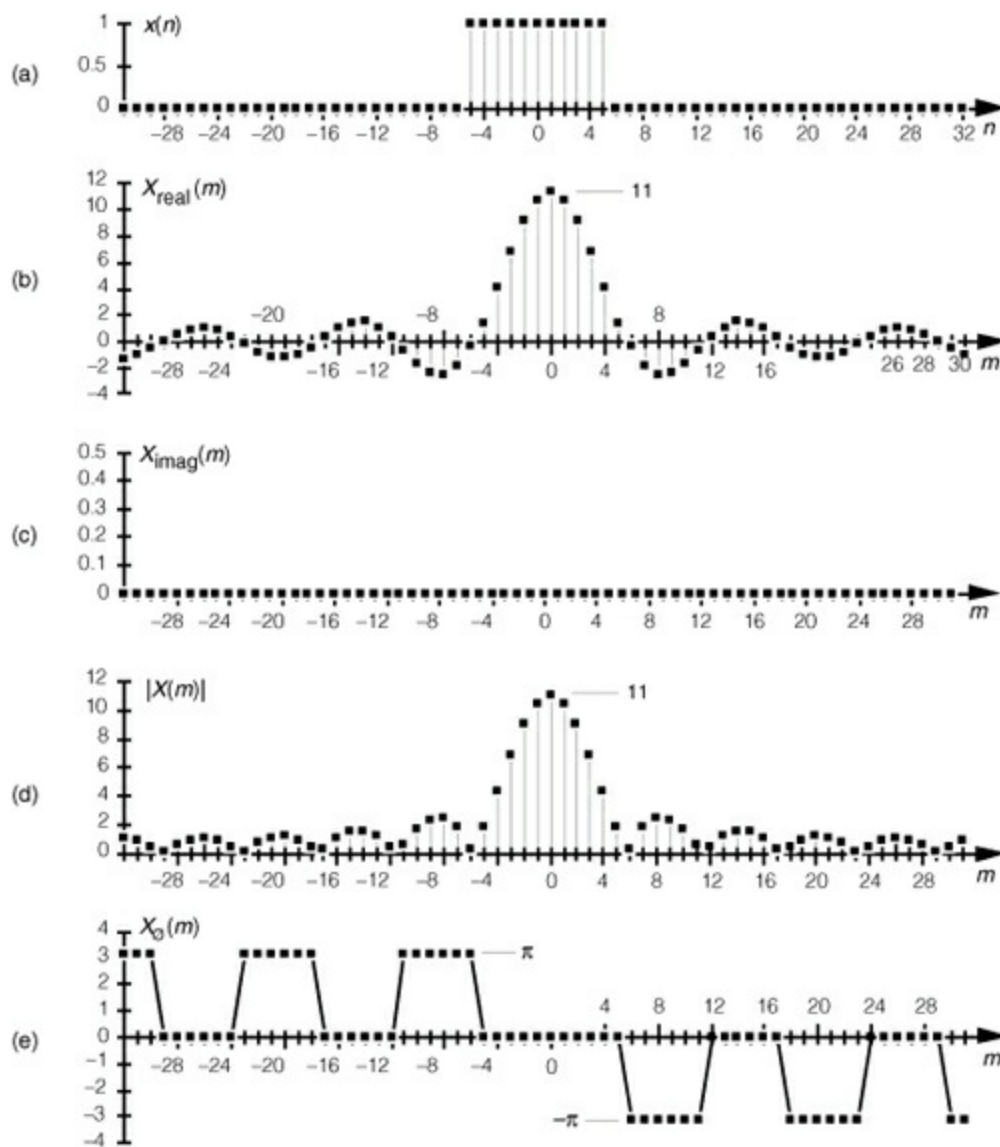 (a)
x(n)
1
0.5
0
−28 −24 −20 −16 −12 −8 −4 0 4 8 12 16 20 24 28 32 n
(b)
X real (m)
12
10
8
6
4
2
0
−2
−4
11
−20 −8 8
−28 −24 −16 −12 −4 0 4 12 16 26 28 30 m
(c)
X imag (m)
0.5
0.4
0.3
0.2
0.1
0
−28 −24 −20 −16 −12 −8 −4 0 4 8 12 16 20 24 28 m
(d)
|X(m)|
12
10
8
6
4
2
0
11
−28 −24 −20 −16 −12 −8 −4 0 4 8 12 16 20 24 28 m
(e)
X ø (m)
4
3
2
1
0
−1
−2
−3
−4
π
4 8 12 16 20 24 28
−28 −24 −20 −16 −12 −8 −4 0 m
−π